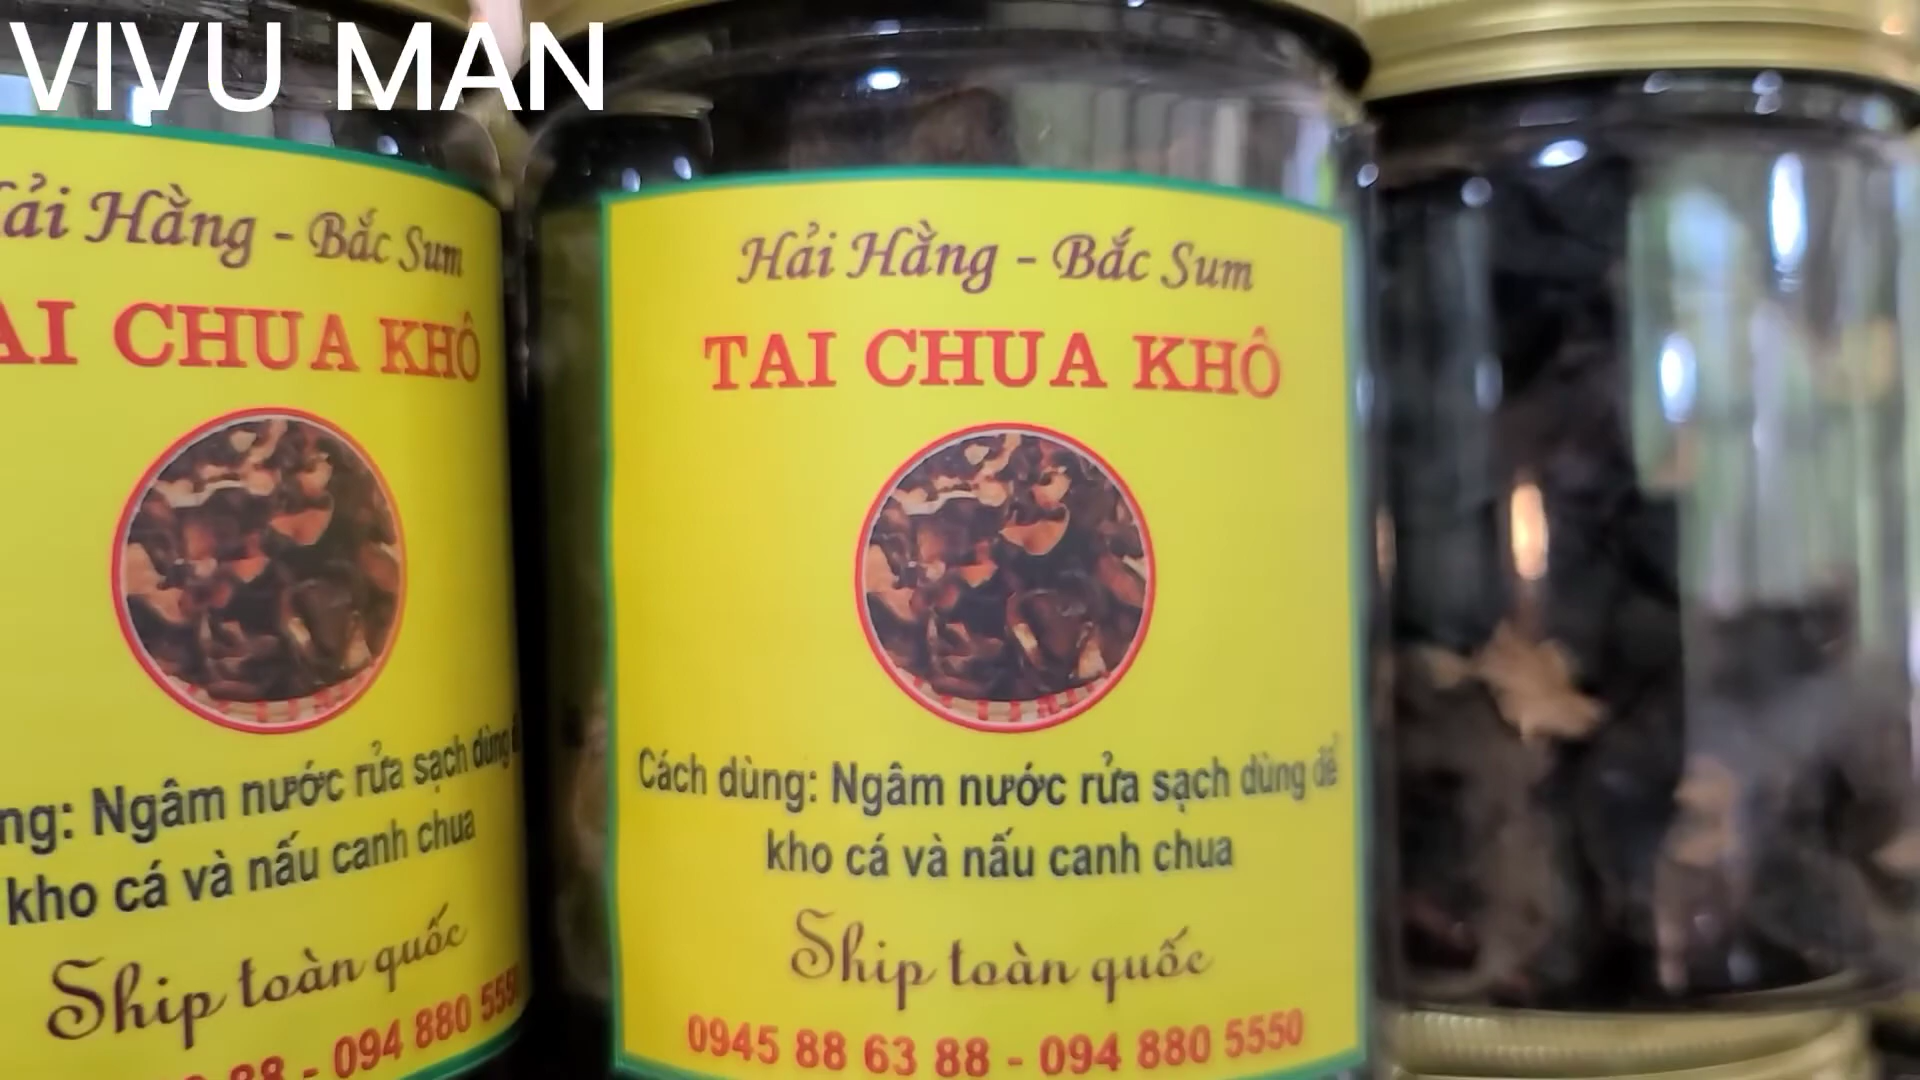 VIVU MAN
ải Hằng - Bắc Sum
AI CHUA KHÔ
ng: Ngâm nước rửa sạch dùng
kho cá và nấu canh chua
Ship toàn quốc
88 - 094 880 555
Hải Hằng - Bắc Sum
TAI CHUA KHÔ
Cách dùng: Ngâm nước rửa sạch dùng để
kho cá và nấu canh chua
Ship toàn quốc
0945 88 63 88 - 094 880 5550